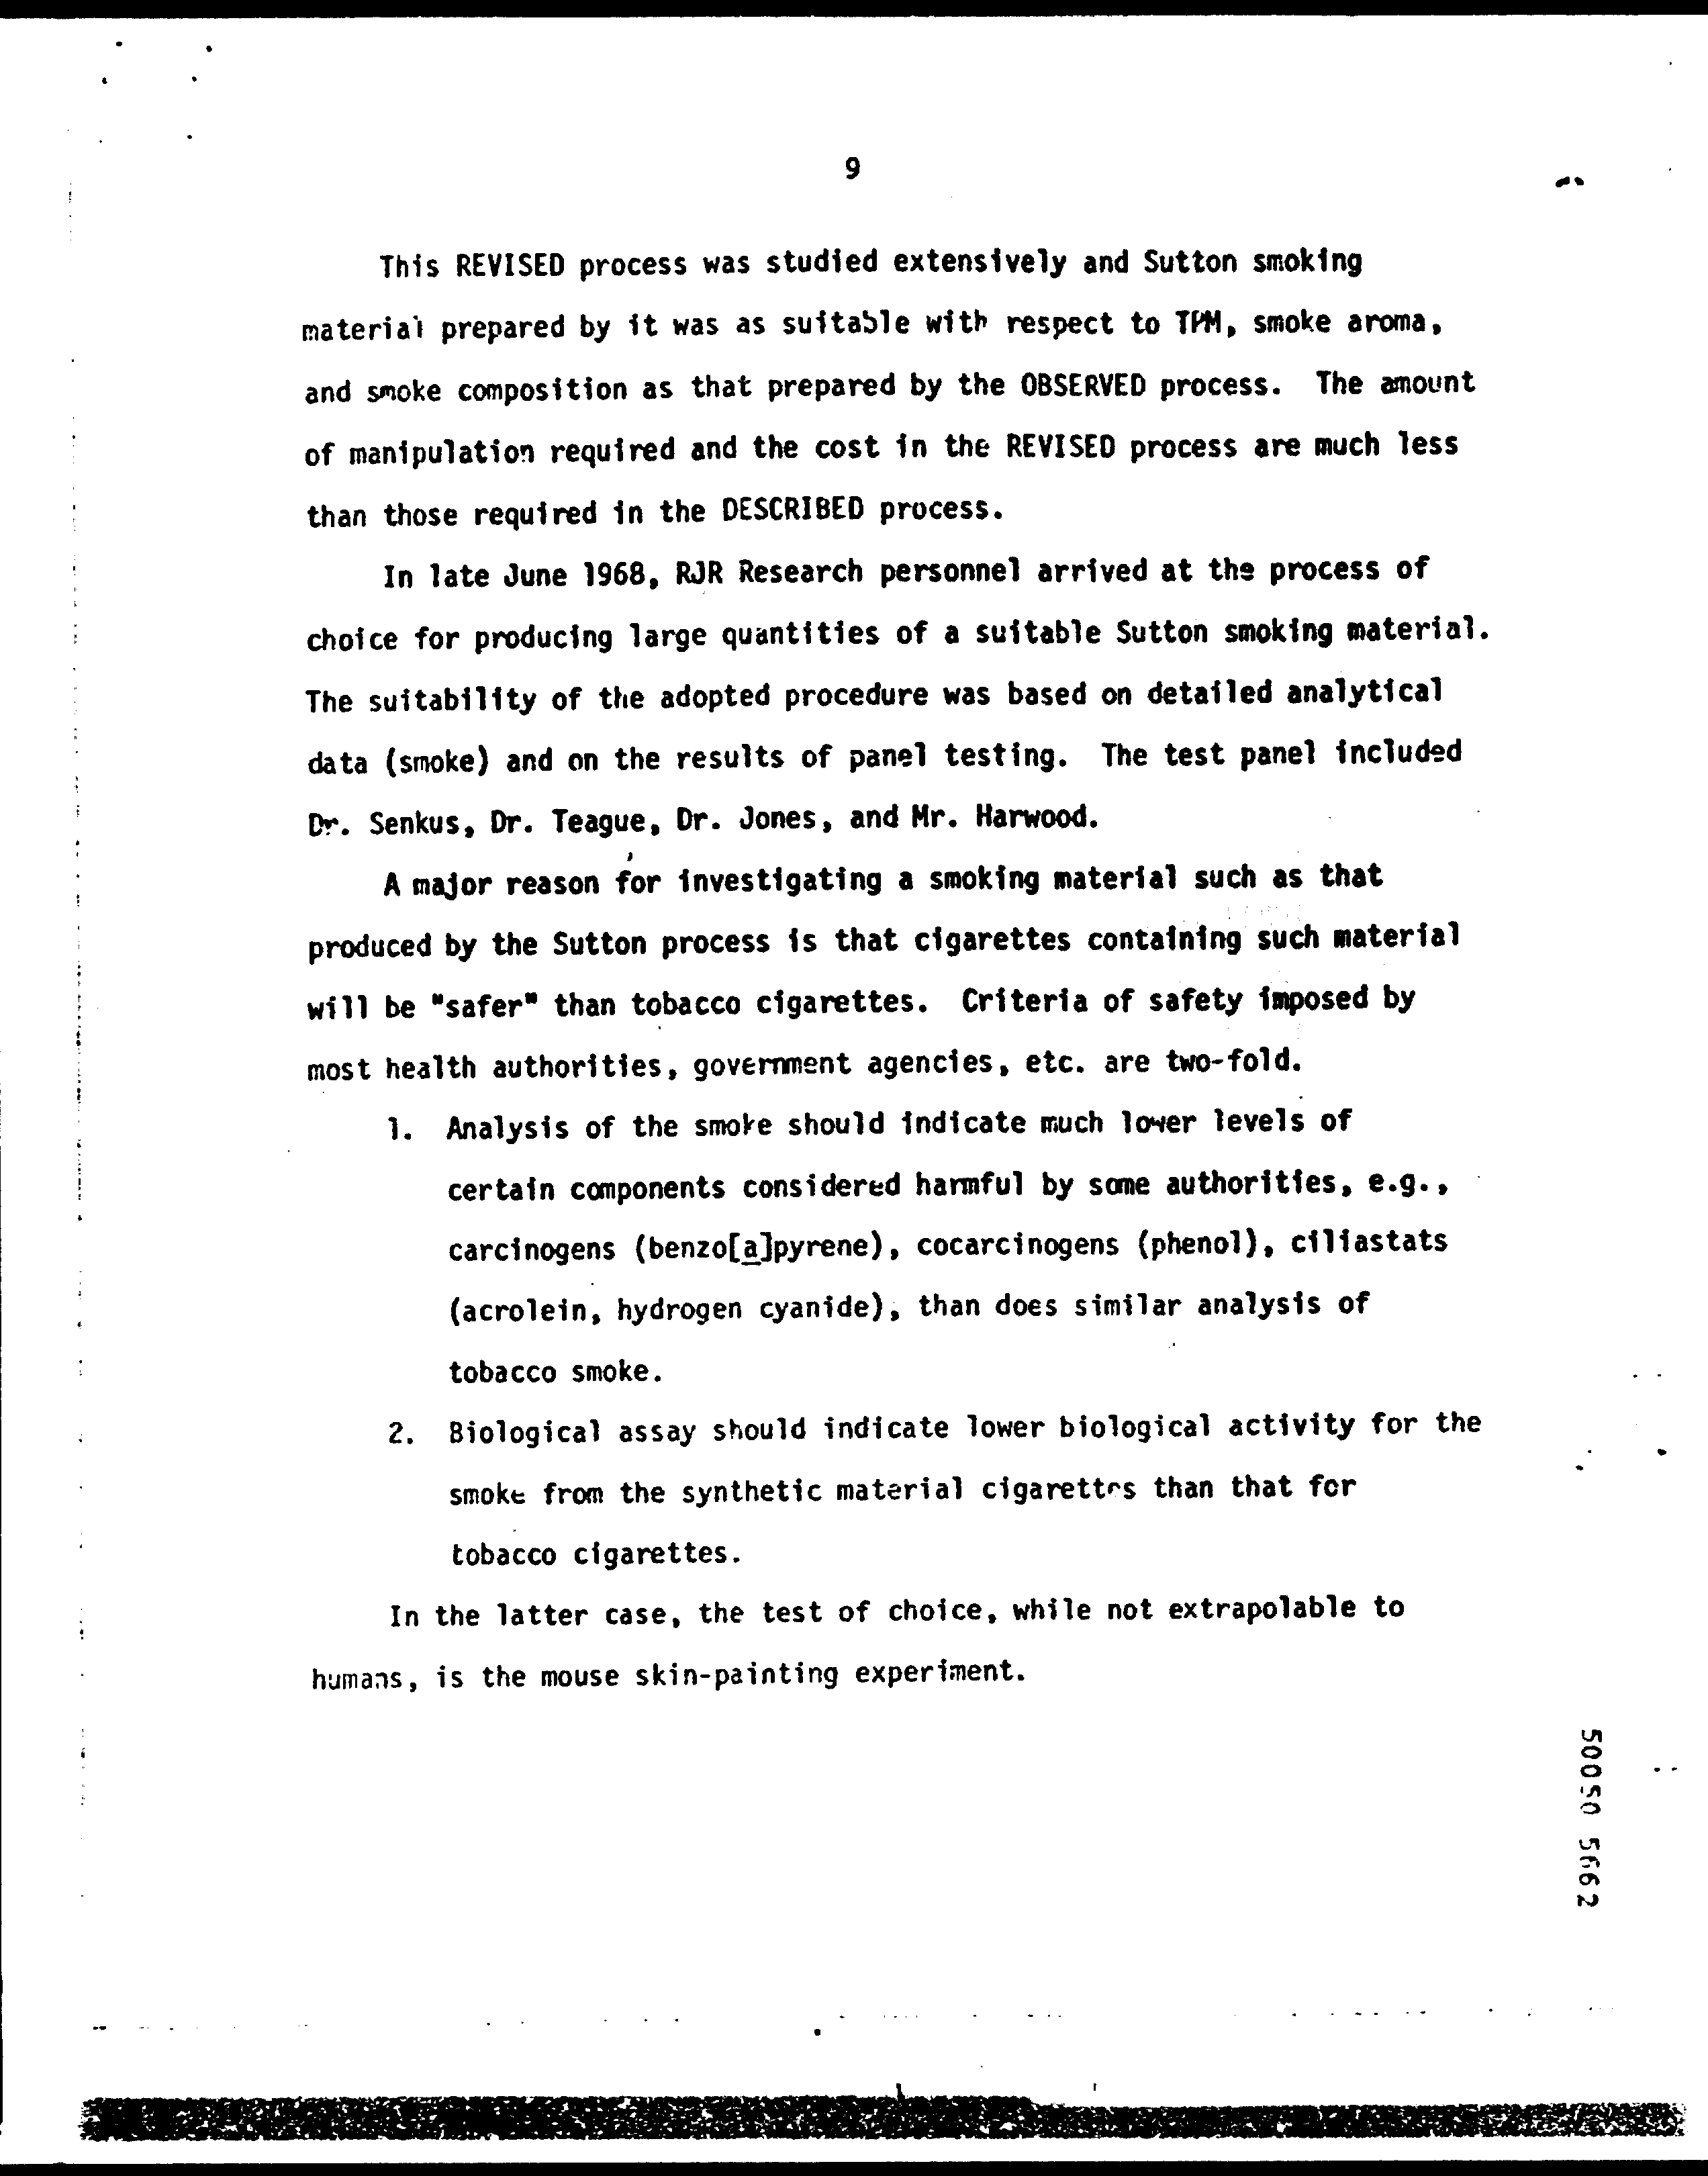 9
This REVISED process was studied extensively and Sutton smoking
material prepared by it was as suitable with respect to TPM, smoke aroma,
and smoke composition as that prepared by the OBSERVED process. The amount
of manipulation required and the cost in the REVISED process are much less
than those required in the DESCRIBED process.
In late June 1968, RJR Research personnel arrived at the process of
choice for producing large quantities of a suitable Sutton smoking material.
The suitability of the adopted procedure was based on detailed analytical
data (smoke) and on the results of panel testing. The test panel included
Dr. Senkus, Dr. Teague, Dr. Jones, and Mr. Harwood.
A major reason for investigating a smoking material such as that
produced by the Sutton process is that cigarettes containing such material
will be "safer" than tobacco cigarettes. Criteria of safety imposed by
most health authorities, government agencies, etc. are two-fold.
1. Analysis of the smoke should indicate much lower levels of
certain components considered harmful by some authorities, e.g.,
carcinogens (benzo[a]pyrene), cocarcinogens (phenol), ciliastats
(acrolein, hydrogen cyanide), than does similar analysis of
tobacco smoke.
2. Biological assay should indicate lower biological activity for the
smoke from the synthetic material cigarettes than that for
tobacco cigarettes.
In the latter case, the test of choice, while not extrapolable to
humans, is the mouse skin-painting experiment.
50050 5662